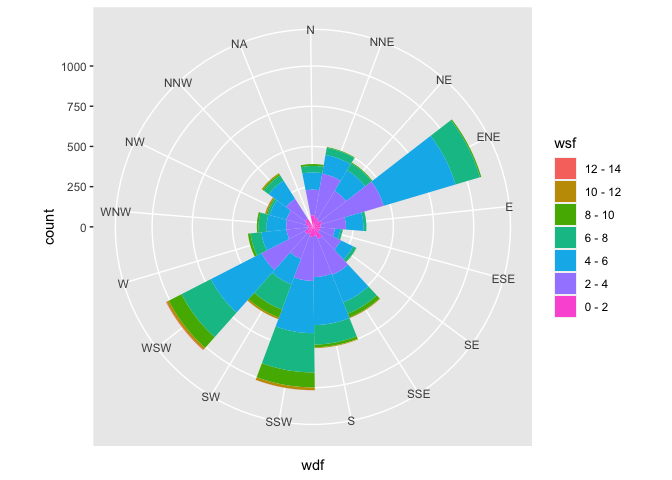 N
NNE
NE
ENE
E
ESE
SE
SSE
S
SSW
SW
WSW
W
WNW
NW
NNW
NA
1000
750
500
250
0
count
wdf
wsf
12 - 14
10 - 12
8 - 10
6 - 8
4 - 6
2 - 4
0 - 2